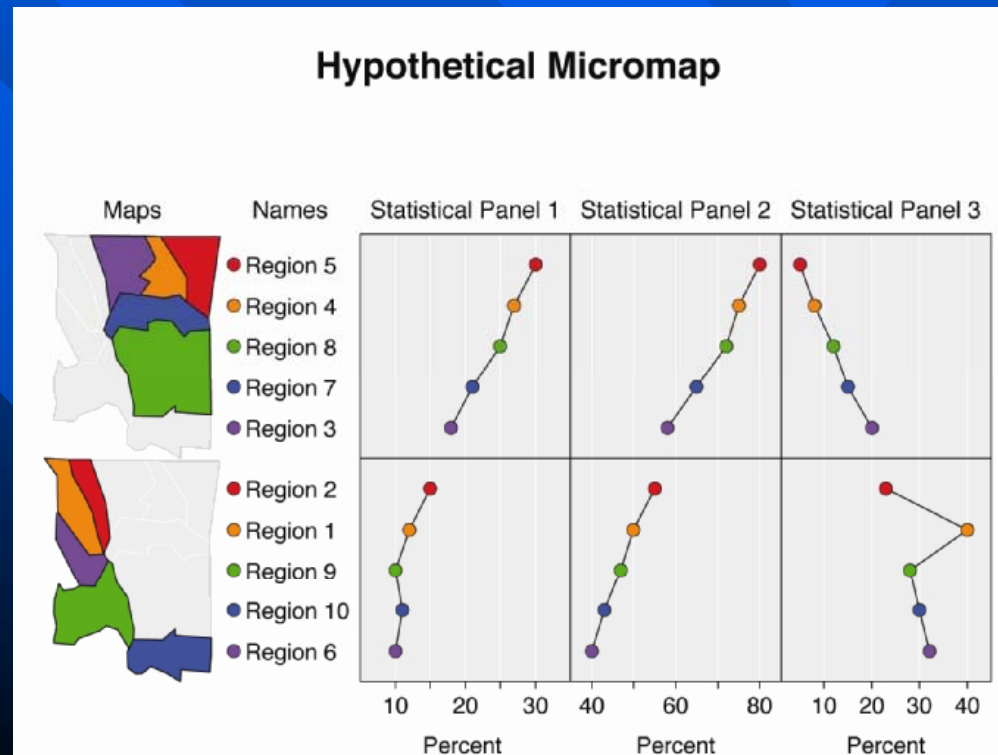 Hypothetical Micromap
Maps Names Statistical Panel 1 Statistical Panel 2 Statistical Panel 3
Region 5
Region 4
Region 8
Region 7
Region 3
Region 2
Region 1
Region 9
Region 10
Region 6
10 20 30 40 60 80 10 20 30 40
Percent Percent Percent